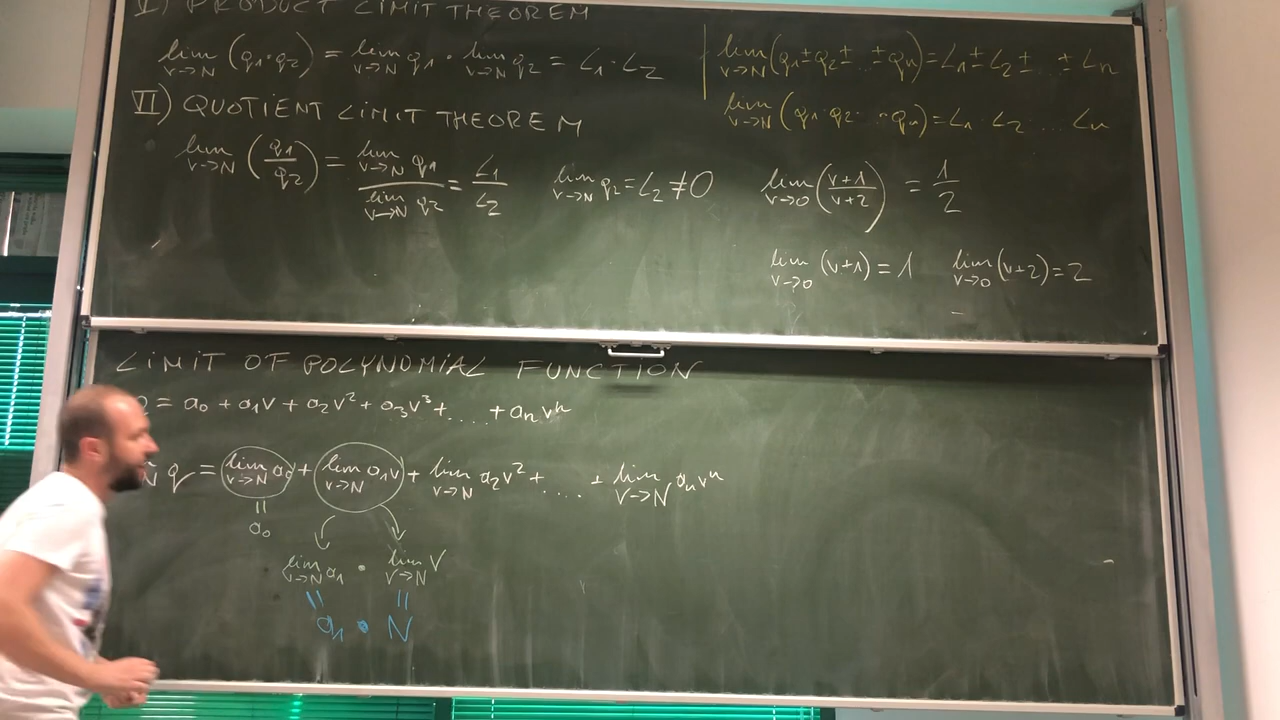 V) PRODUCT LIMIT THEOREM
lim v→N (q1·q2) = lim v→N q1 · lim v→N q2 = L1 · L2
lim v→N (q1 ± q2 ± ... ± qn) = L1 ± L2 ± ... ± Ln
lim v→N (q1 · q2 · ... · qn) = L1 · L2 · ... Ln
VI) QUOTIENT LIMIT THEOREM
lim v→N (q1/q2) = lim v→N q1 / lim v→N q2 = L1/L2
lim v→N q2 = L2 ≠ 0
lim v→0 (v+1/v+2) = 1/2
lim v→0 (v+1) = 1
lim v→0 (v+2) = 2
LIMIT OF POLYNOMIAL FUNCTION
= a0 + a1v + a2v² + a3v³ + .... + anvⁿ
q = lim v→N a0 + lim v→N a1v + lim v→N a2v² + .... + lim v→N anvⁿ
=
a0
lim v→N a1 · lim v→N v
= =
a1 · N